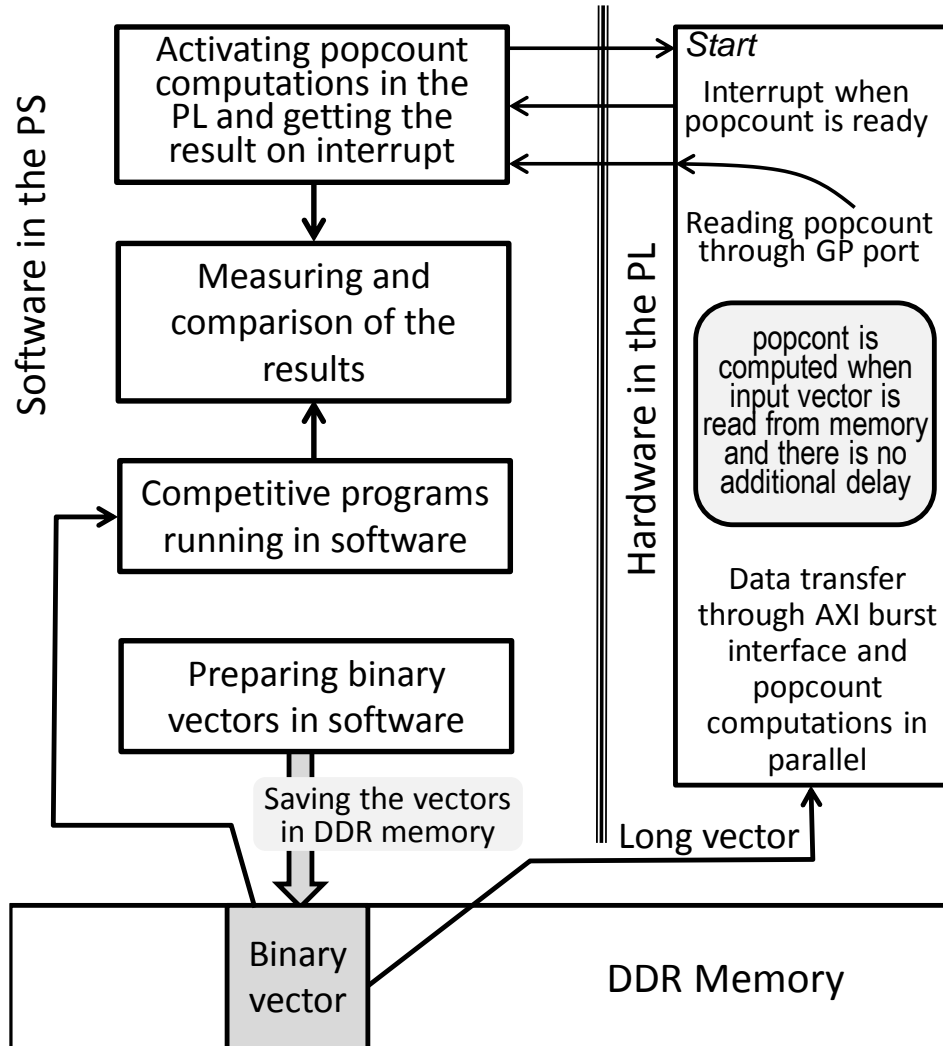 Software in the PS
Activating popcount
computations in the
PL and getting the
result on interrupt
Measuring and
comparison of the
results
Competitive programs
running in software
Preparing binary
vectors in software
Saving the vectors
in DDR memory
Hardware in the PL
Start
Interrupt when
popcount is ready
Reading popcount
through GP port
popcont is
computed when
input vector is
read from memory
and there is no
additional delay
Data transfer
through AXI burst
interface and
popcount
computations in
parallel
Long vector
Binary
vector
DDR Memory